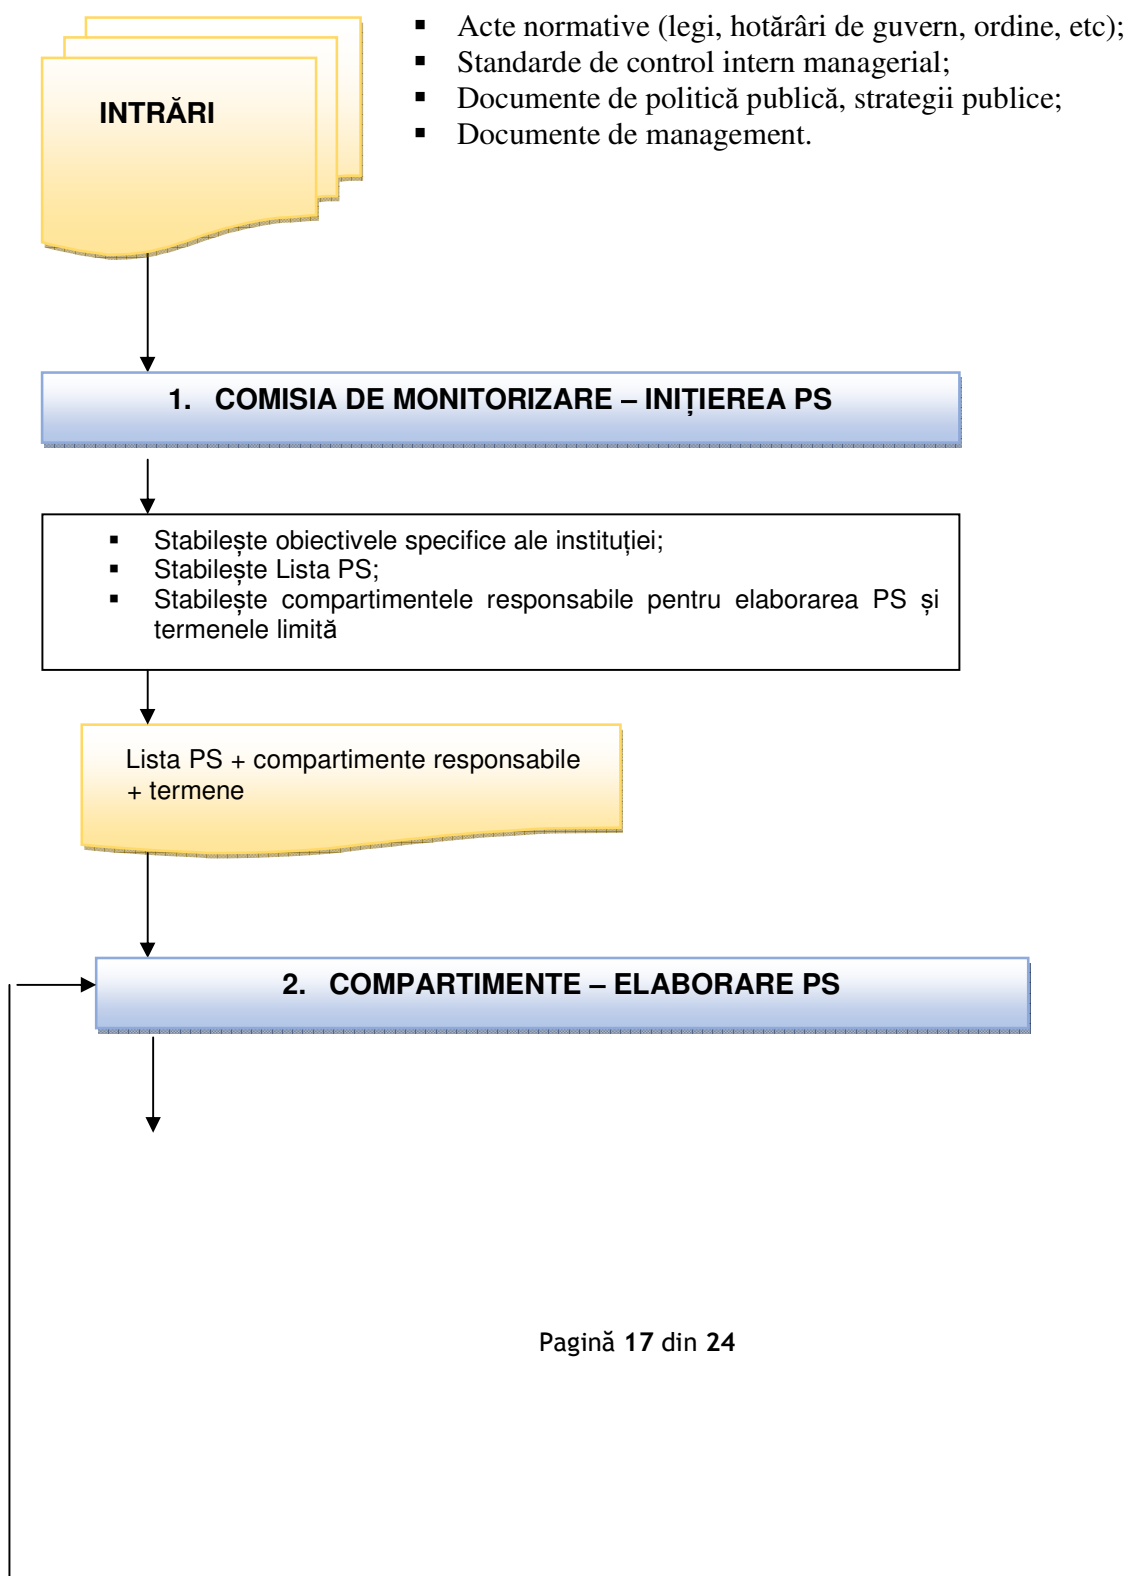 INTRĂRI
▪ Acte normative (legi, hotărâri de guvern, ordine, etc);
▪ Standarde de control intern managerial;
▪ Documente de politică publică, strategii publice;
▪ Documente de management.
1. COMISIA DE MONITORIZARE – INIȚIEREA PS
▪ Stabilește obiectivele specifice ale instituției;
▪ Stabilește Lista PS;
▪ Stabilește compartimentele responsabile pentru elaborarea PS și
termenele limită
Lista PS + compartimente responsabile
+ termene
2. COMPARTIMENTE – ELABORARE PS
Pagină 17 din 24